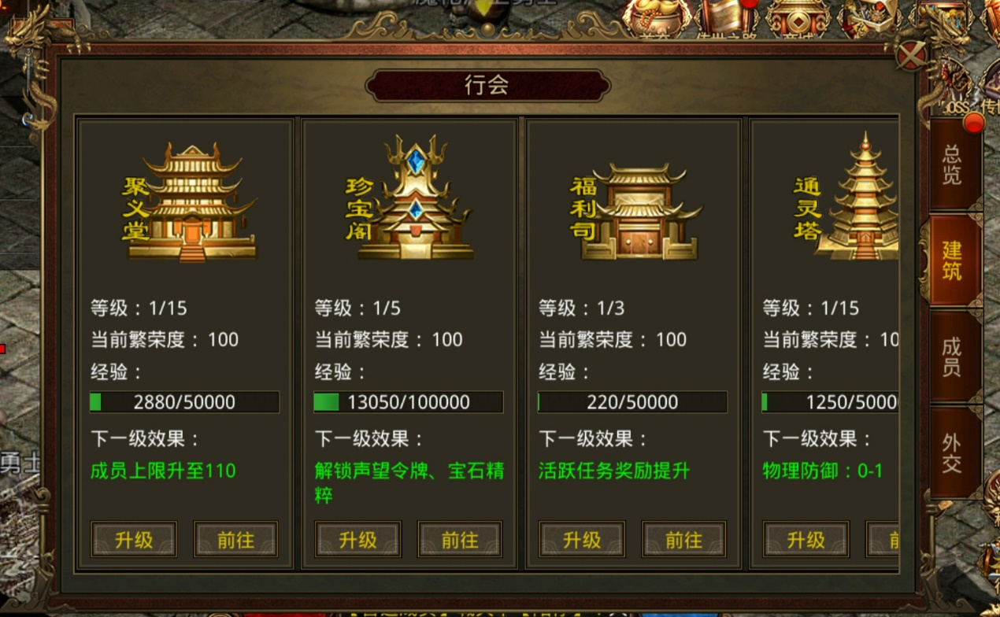 传世之路
商城
行会
BOSS
聚义堂
等级：1/15
当前繁荣度：100
经验：
2880/50000
下一级效果：
成员上限升至110
升级
前往
珍宝阁
等级：1/5
当前繁荣度：100
经验：
13050/100000
下一级效果：
解锁声望令牌、宝石精
粹
升级
前往
福利司
等级：1/3
当前繁荣度：100
经验：
220/50000
下一级效果：
活跃任务奖励提升
升级
前往
通灵塔
等级：1/15
当前繁荣度：10
经验：
1250/5000
下一级效果：
物理防御：0-1
升级
前
总览
建筑
成员
外交
勇士